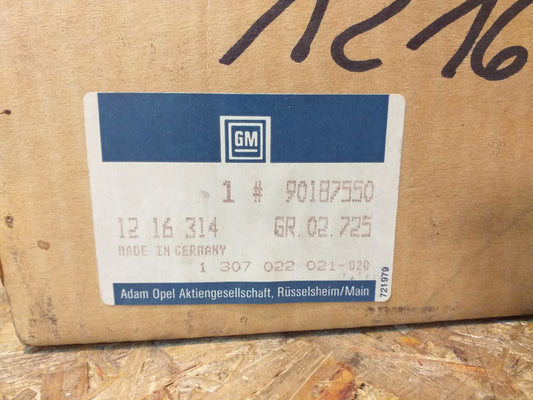 1216
GM
1 # 90187550
12 16 314 GR. 02.725
MADE IN GERMANY
1 307 022 021-020
Adam Opel Aktiengesellschaft, Rüsselsheim/Main
721979